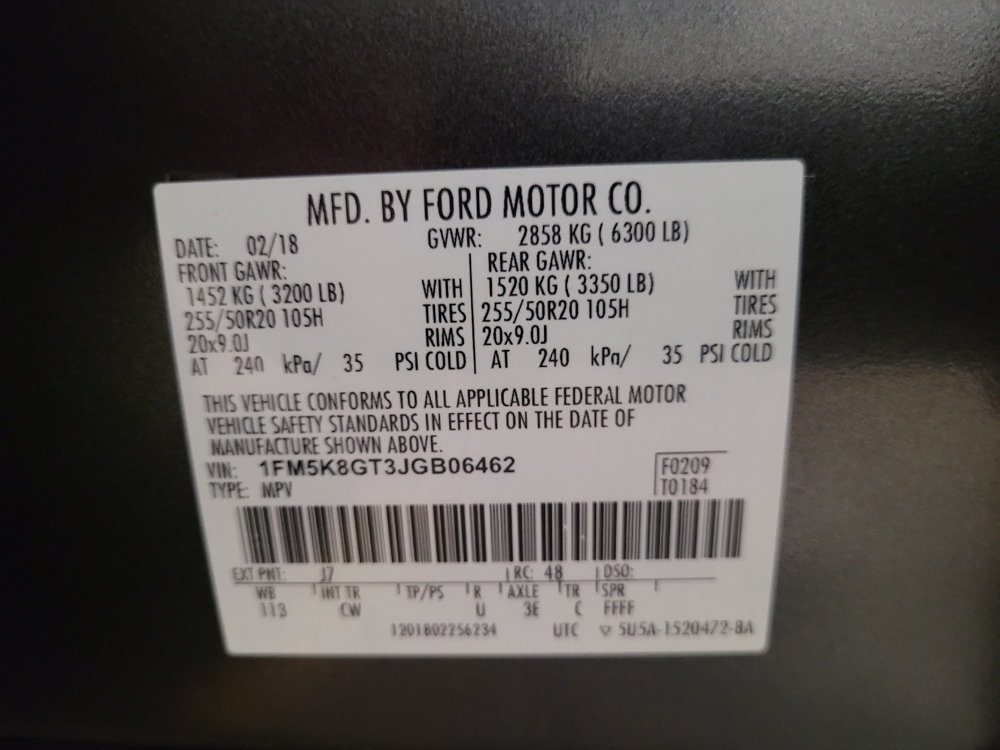 MFD. BY FORD MOTOR CO.
DATE: 02/18 GVWR: 2858 KG ( 6300 LB)
FRONT GAWR: REAR GAWR:
1452 KG ( 3200 LB) WITH 1520 KG ( 3350 LB) WITH
255/50R20 105H TIRES 255/50R20 105H TIRES
20x9.0J RIMS 20x9.0J RIMS
AT 240 kPa/ 35 PSI COLD AT 240 kPa/ 35 PSI COLD
THIS VEHICLE CONFORMS TO ALL APPLICABLE FEDERAL MOTOR
VEHICLE SAFETY STANDARDS IN EFFECT ON THE DATE OF
MANUFACTURE SHOWN ABOVE.
VIN: 1FM5K8GT3JGB06462 F0209
TYPE: MPV T0184
EXT PNT: J7 RC: 48 DSO:
WB INT TR TP/PS R AXLE TR SPR
113 CW U 3E C FFFF
1201802256234 UTC ▽ 5U5A-1520472-BA